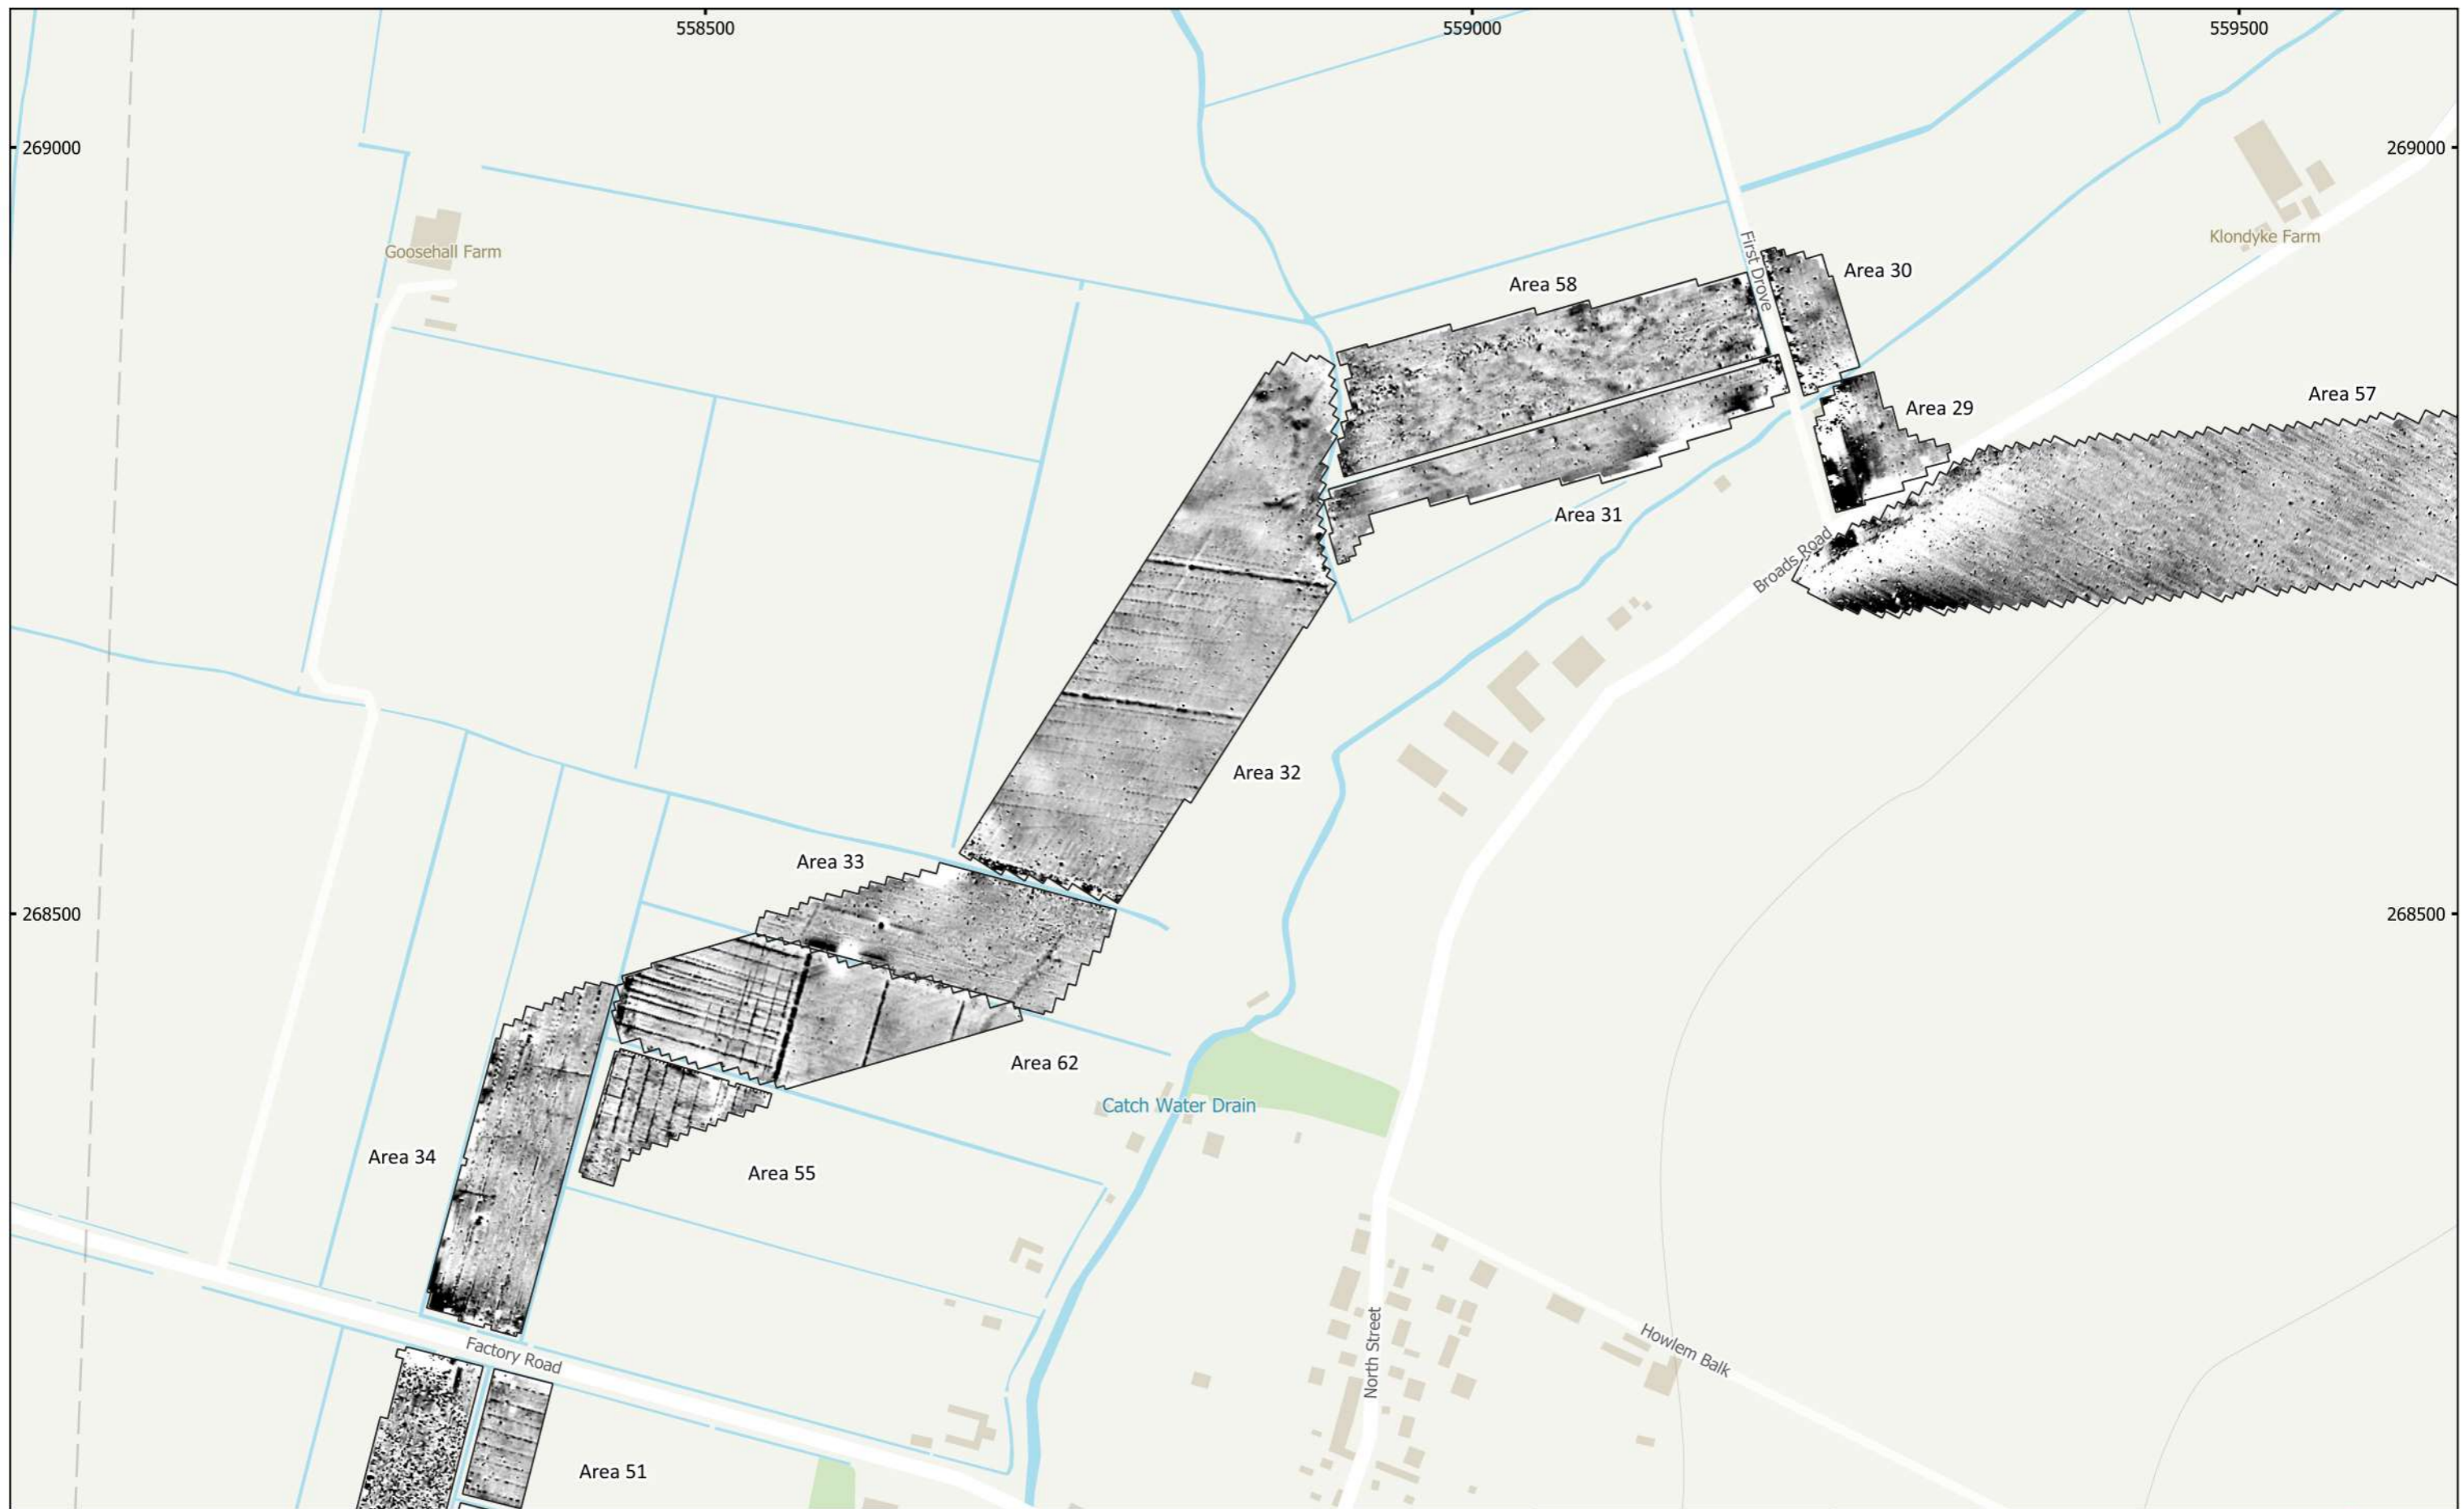 558500
559000
559500
269000
269000
Goosehall Farm
First Drove
Klondyke Farm
Area 58
Area 30
Area 57
Area 29
Area 31
Broads Road
Area 32
Area 33
268500
268500
Area 62
Catch Water Drain
Area 34
Area 55
Factory Road
North Street
Howlem Balk
Area 51